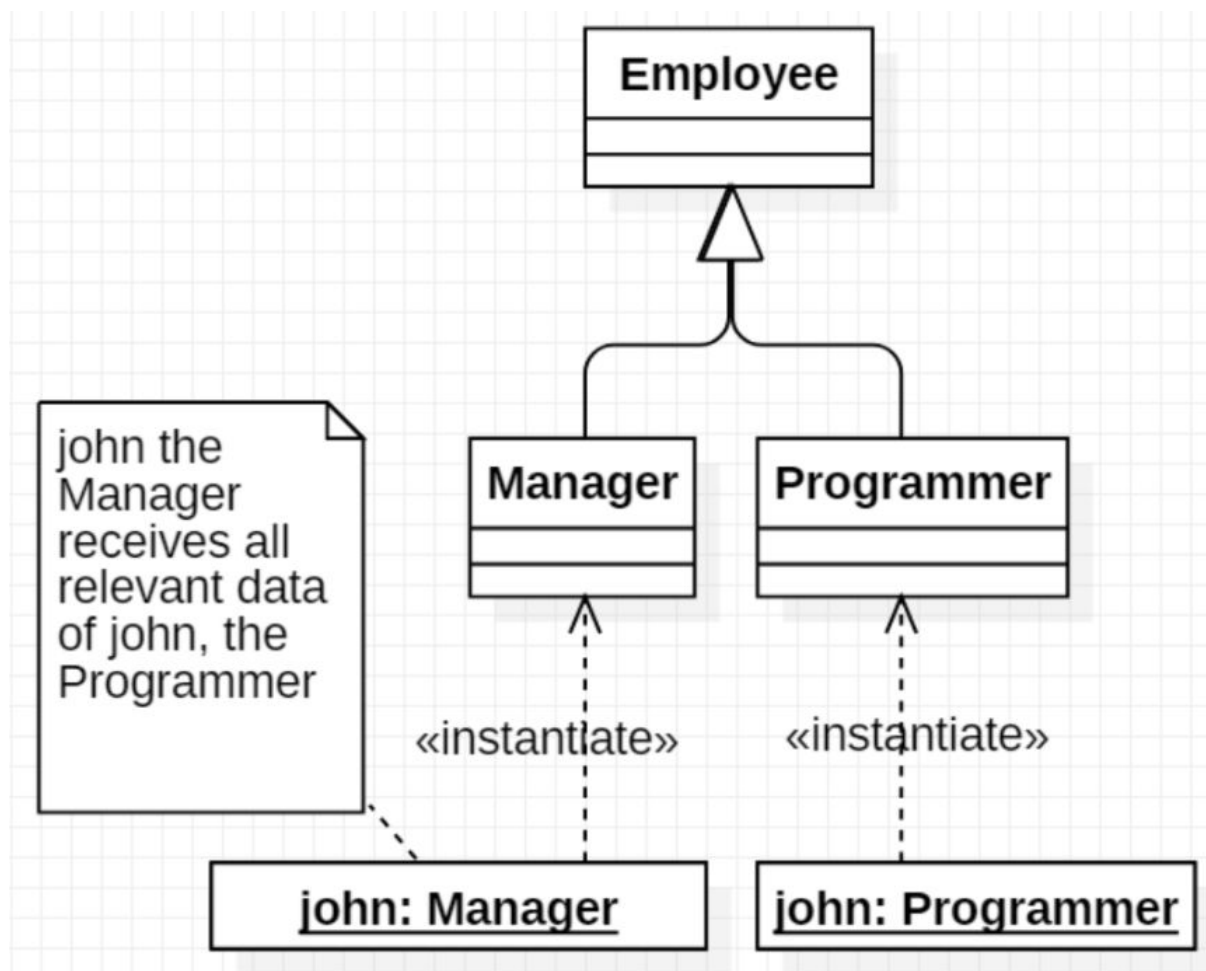 Employee
john the
Manager
receives all
relevant data
of john, the
Programmer
Manager
Programmer
«instantiate»
«instantiate»
john: Manager
john: Programmer